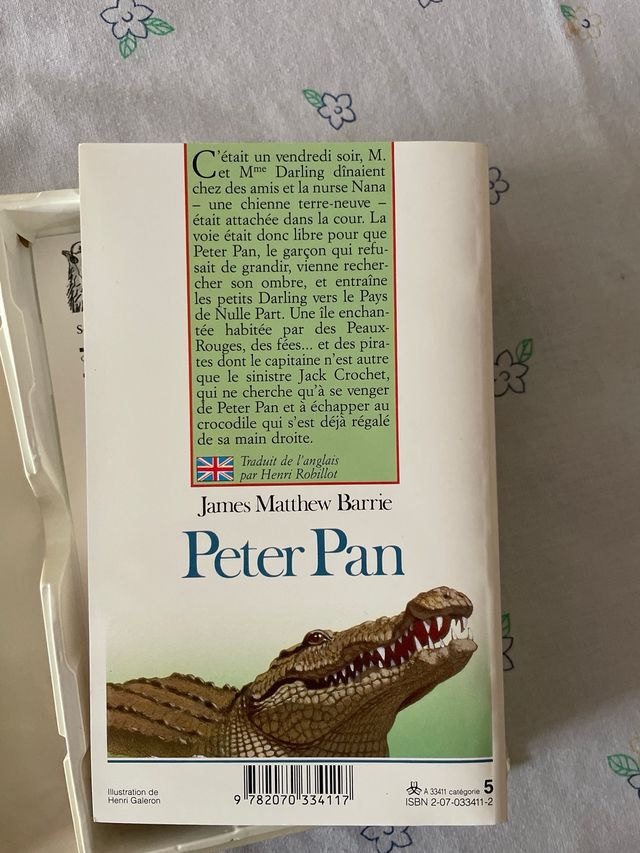 C'était un vendredi soir, M.
et Mme Darling dînaient
chez des amis et la nurse Nana
– une chienne terre-neuve –
était attachée dans la cour. La
voie était donc libre pour que
Peter Pan, le garçon qui refu-
sait de grandir, vienne recher-
cher son ombre, et entraîne
les petits Darling vers le Pays
de Nulle Part. Une île enchan-
tée habitée par des Peaux-
Rouges, des fées... et des pira-
tes dont le capitaine n'est autre
que le sinistre Jack Crochet,
qui ne cherche qu'à se venger
de Peter Pan et à échapper au
crocodile qui s'est déjà régalé
de sa main droite.
Traduit de l'anglais
par Henri Robillot
James Matthew Barrie
Peter Pan
Illustration de
Henri Galeron
9 782070 334117
A 33411 catégorie 5
ISBN 2-07-033411-2